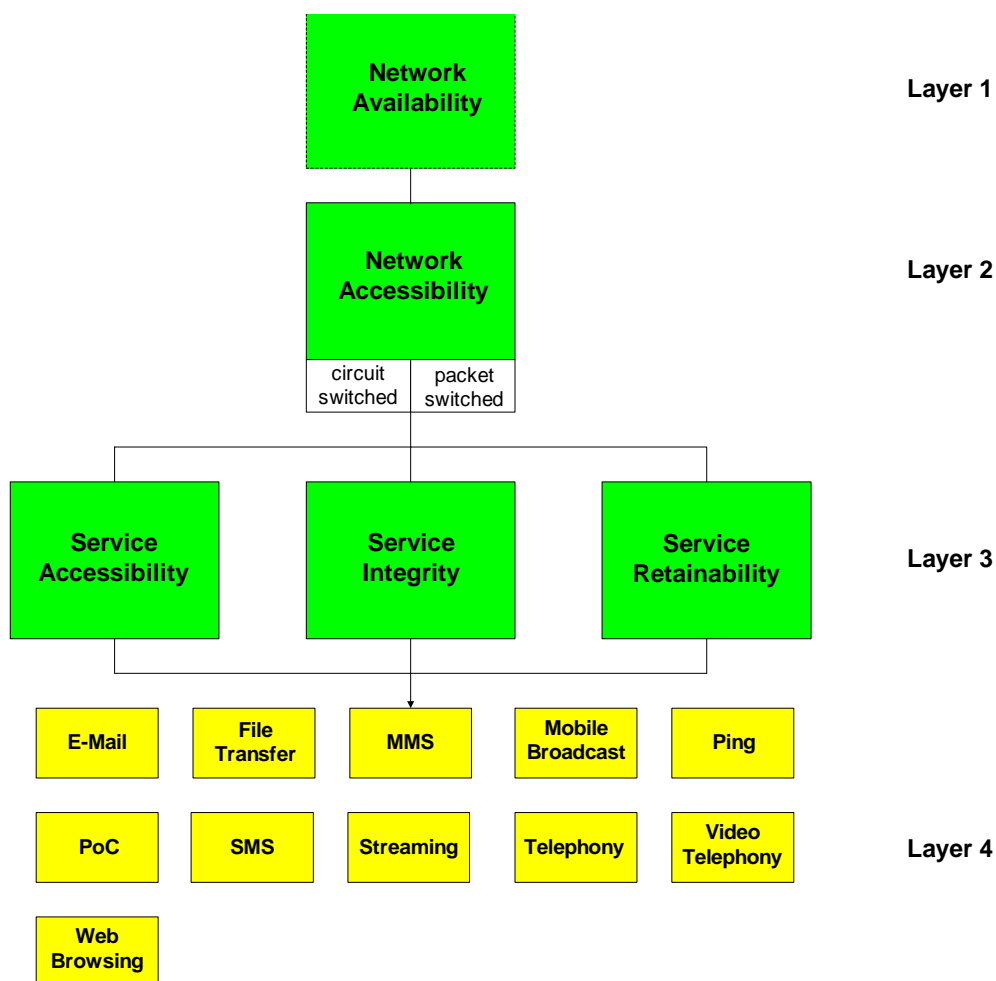 Network
Availability
Layer 1
Network
Accessibility
Layer 2
circuit
switched
packet
switched
Service
Accessibility
Service
Integrity
Service
Retainability
Layer 3
E-Mail
File
Transfer
MMS
Mobile
Broadcast
Ping
PoC
SMS
Streaming
Telephony
Video
Telephony
Layer 4
Web
Browsing